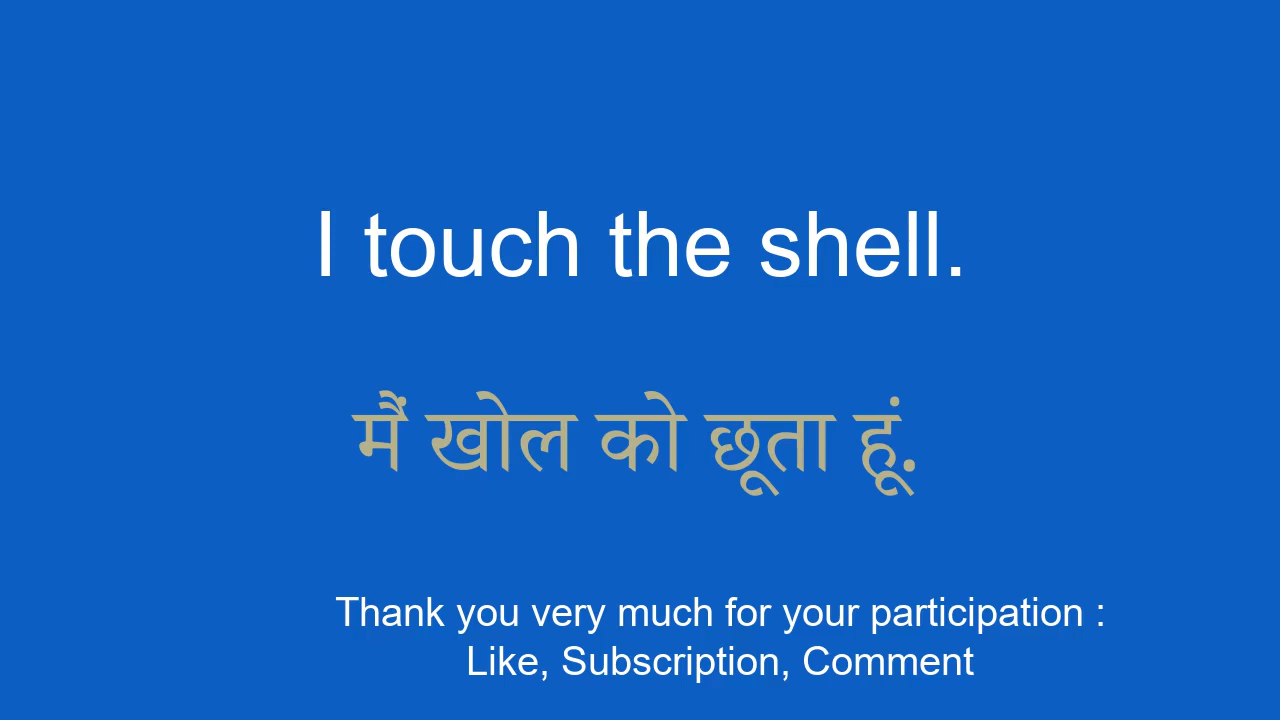 I touch the shell.
मैं खोल को छूता हूं.
Thank you very much for your participation :
Like, Subscription, Comment